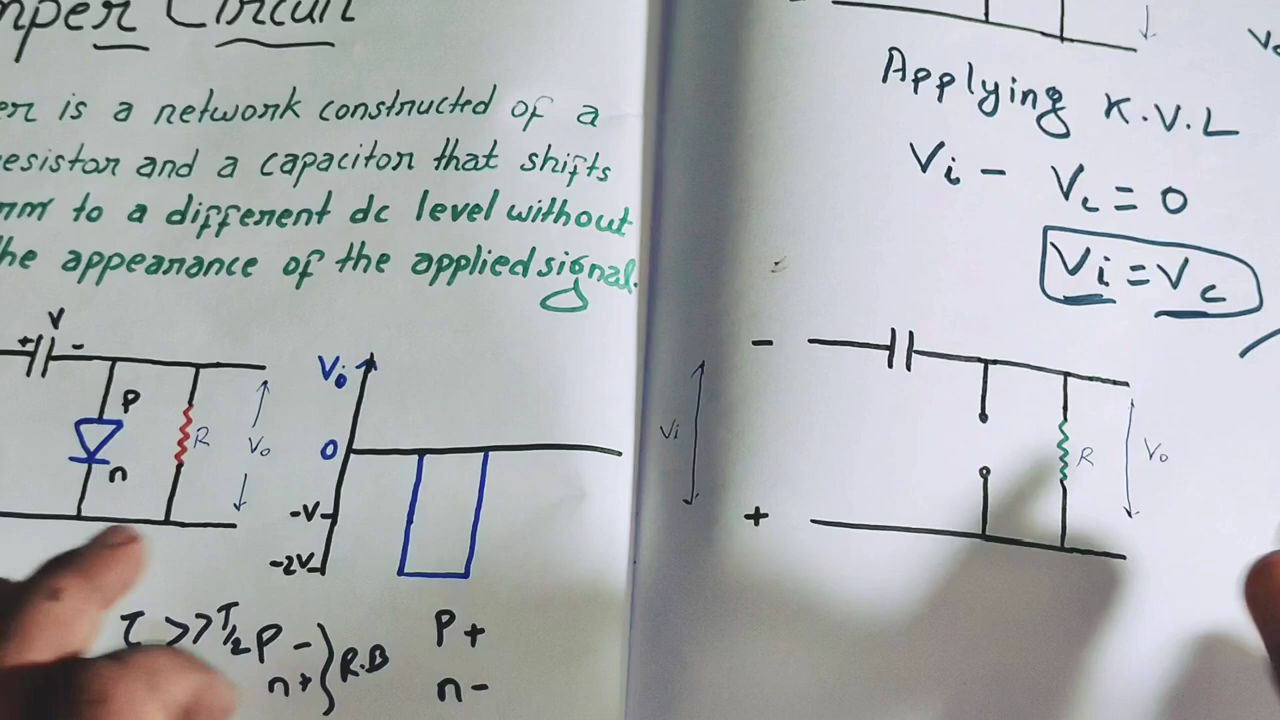 mper Circuit
er is a network constructed of a
esistor and a capacitor that shifts
rm to a different dc level without
he appearance of the applied signal.
V
+ -
P
n
R
Vo
Vo
0
-V
-2V
τ >> T/2
P -
n +
} R.B
P +
n -
Applying K.V.L
Vi - Vc = 0
Vi = Vc
-
Vi
+
R
Vo